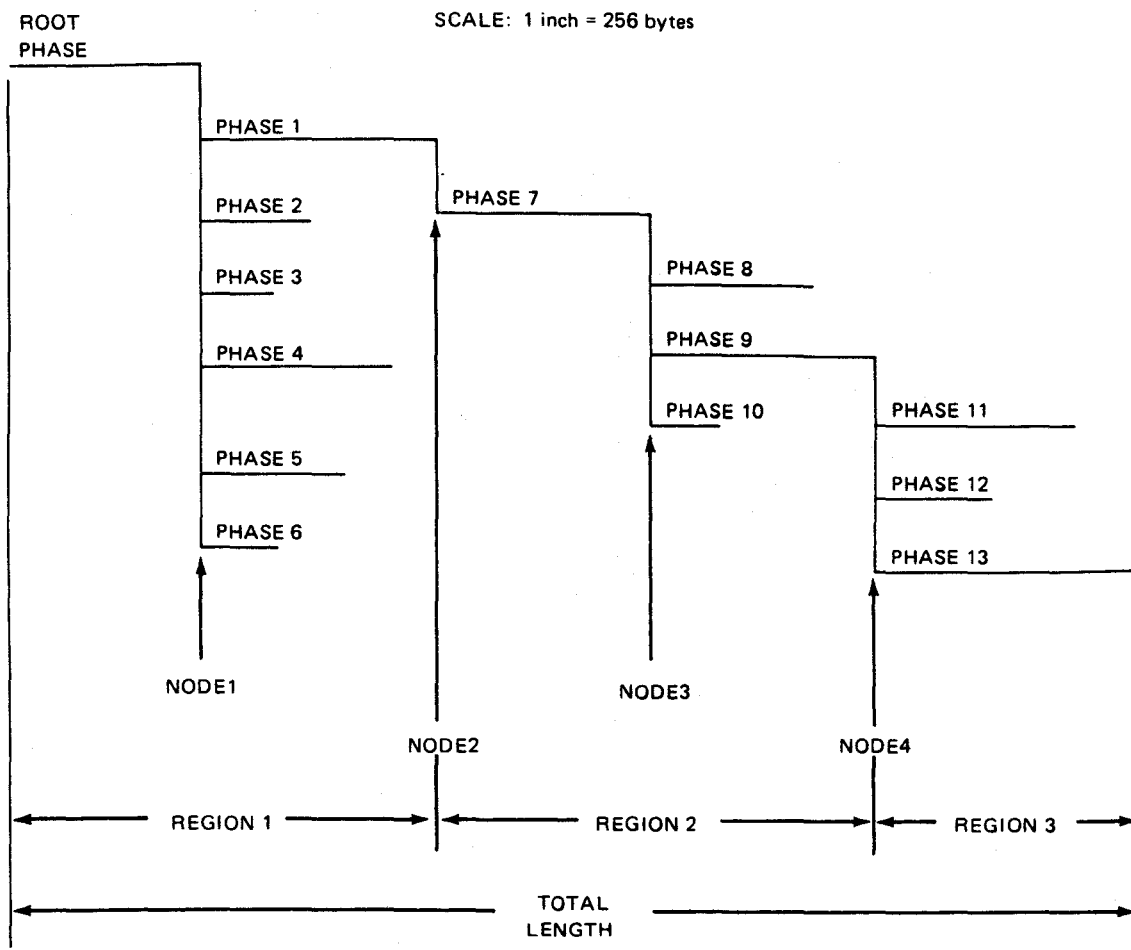 SCALE: 1 inch = 256 bytes
ROOT
PHASE
PHASE 1
PHASE 2
PHASE 7
PHASE 3
PHASE 8
PHASE 4
PHASE 9
PHASE 10
PHASE 11
PHASE 5
PHASE 12
PHASE 6
PHASE 13
NODE1
NODE3
NODE2
NODE4
REGION 1
REGION 2
REGION 3
TOTAL
LENGTH